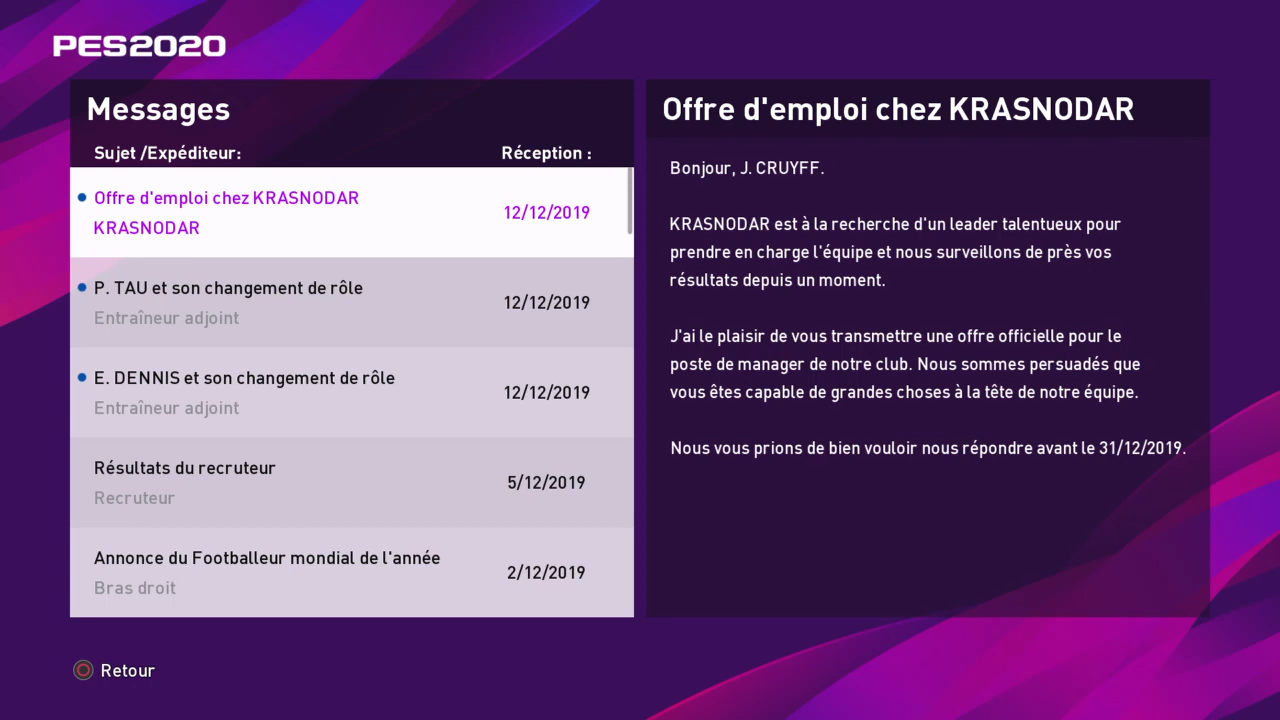 PES2020
Messages
Sujet /Expéditeur:
Réception :
Offre d'emploi chez KRASNODAR
KRASNODAR
12/12/2019
P. TAU et son changement de rôle
Entraîneur adjoint
12/12/2019
E. DENNIS et son changement de rôle
Entraîneur adjoint
12/12/2019
Résultats du recruteur
Recruteur
5/12/2019
Annonce du Footballeur mondial de l'année
Bras droit
2/12/2019
Offre d'emploi chez KRASNODAR
Bonjour, J. CRUYFF.
KRASNODAR est à la recherche d'un leader talentueux pour
prendre en charge l'équipe et nous surveillons de près vos
résultats depuis un moment.
J'ai le plaisir de vous transmettre une offre officielle pour le
poste de manager de notre club. Nous sommes persuadés que
vous êtes capable de grandes choses à la tête de notre équipe.
Nous vous prions de bien vouloir nous répondre avant le 31/12/2019.
Retour